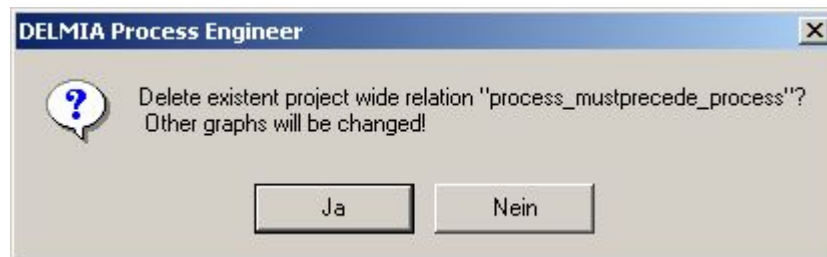 DELMIA Process Engineer
Delete existent project wide relation "process_mustprecede_process"?
Other graphs will be changed!
Ja
Nein